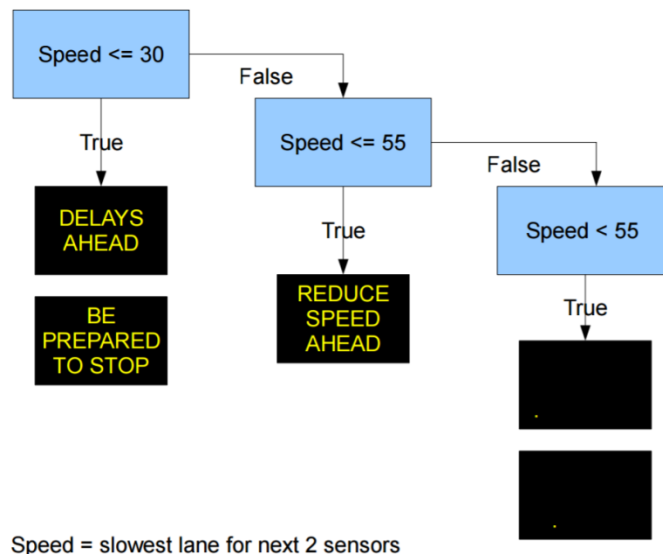 Speed <= 30
False
True
Speed <= 55
False
DELAYS
AHEAD
True
Speed < 55
BE
PREPARED
TO STOP
REDUCE
SPEED
AHEAD
True
Speed = slowest lane for next 2 sensors